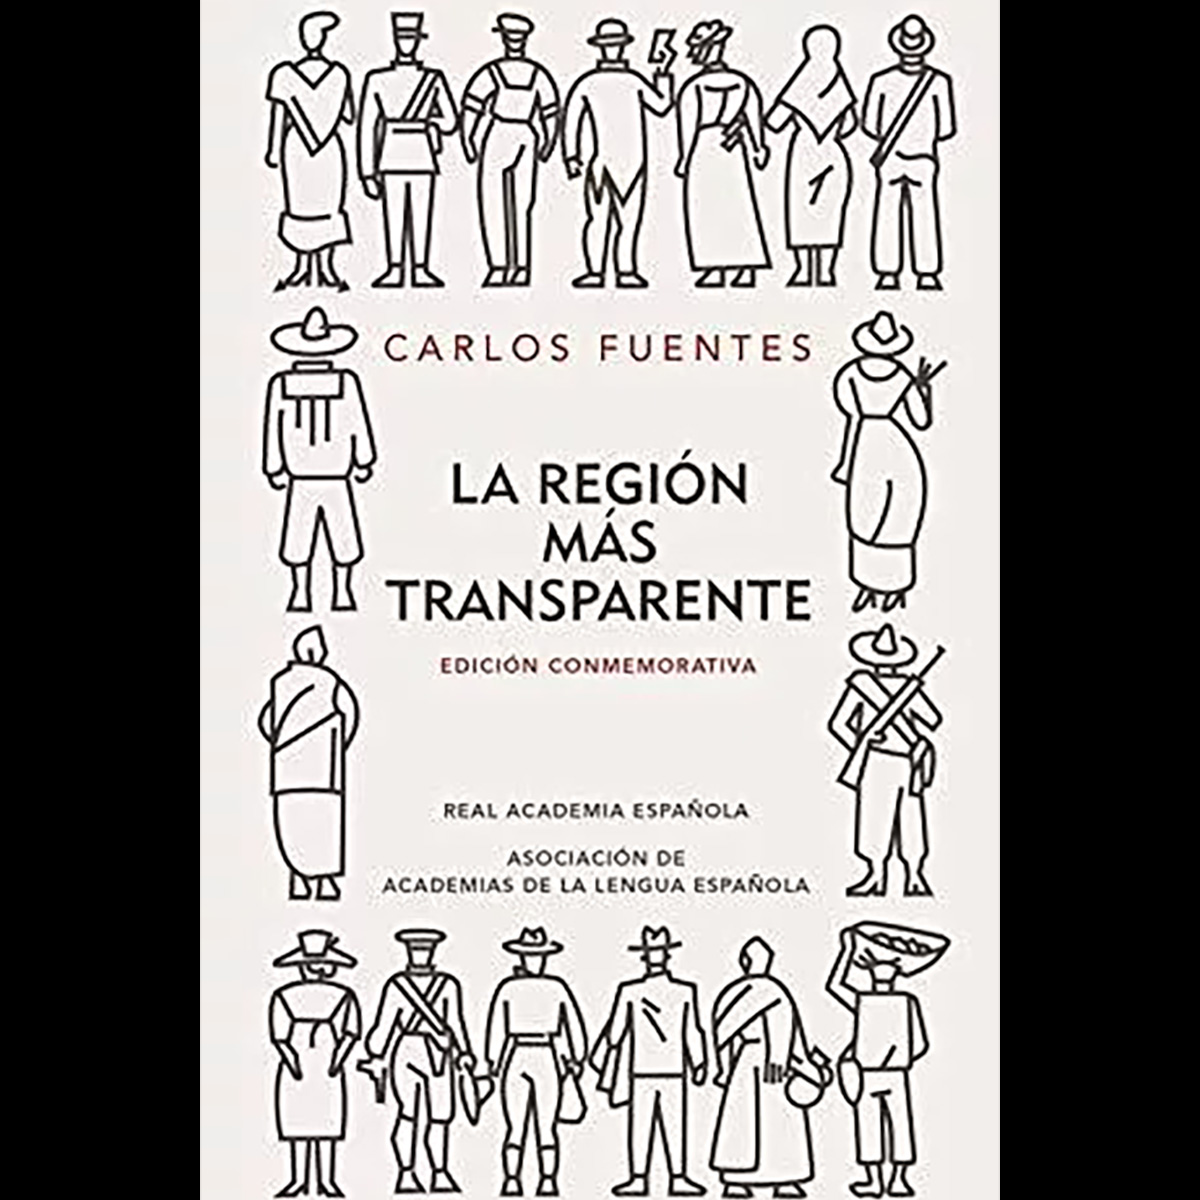 CARLOS FUENTES
LA REGIÓN
MÁS
TRANSPARENTE
EDICIÓN CONMEMORATIVA
REAL ACADEMIA ESPAÑOLA
ASOCIACIÓN DE
ACADEMIAS DE LA LENGUA ESPAÑOLA